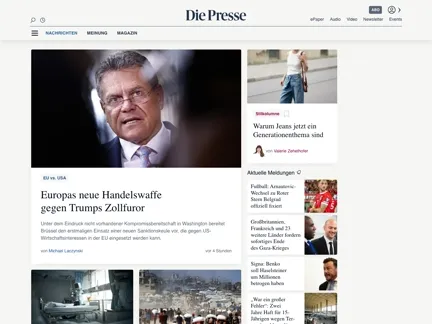 Die Presse
ABO
ePaper Audio Video Newsletter Events
NACHRICHTEN MEINUNG MAGAZIN
EU vs. USA
Europas neue Handelswaffe
gegen Trumps Zollfuror
Unter dem Eindruck nicht vorhandener Kompromissbereitschaft in Washington bereitet
Brüssel den erstmaligen Einsatz einer neuen Sanktionskeule vor, die gegen US-
Wirtschaftsinteressen in der EU eingesetzt werden kann.
von Michael Laczynski
vor 4 Stunden
Stilkolumne
Warum Jeans jetzt ein
Generationenthema sind
von Valerie Zehethofer
Aktuelle Meldungen
Fußball: Arnautovic-
Wechsel zu Roter
Stern Belgrad
offiziell fixiert
Großbritannien,
Frankreich und 23
weitere Länder fordern
sofortiges Ende
des Gaza-Krieges
Signa: Benko
soll Haselsteiner
um Millionen
betrogen haben
„War ein großer
Fehler": Zwei
Jahre Haft für 15-
Jährigen wegen Ter-